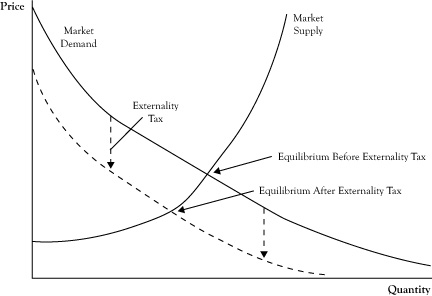 Price
Market
Demand
Market
Supply
Externality
Tax
Equilibrium Before Externality Tax
Equilibrium After Externality Tax
Quantity